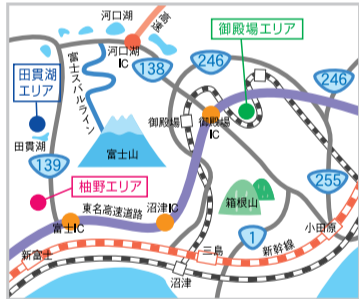 河口湖
高速
河口湖
IC
御殿場エリア
138
246
246
田貫湖
エリア
富士スバルライン
御殿場
御殿場
IC
田貫湖
富士山
139
箱根山
255
柚野エリア
東名高速道路
沼津IC
富士IC
1
小田原
新富士
三島
新幹線
沼津